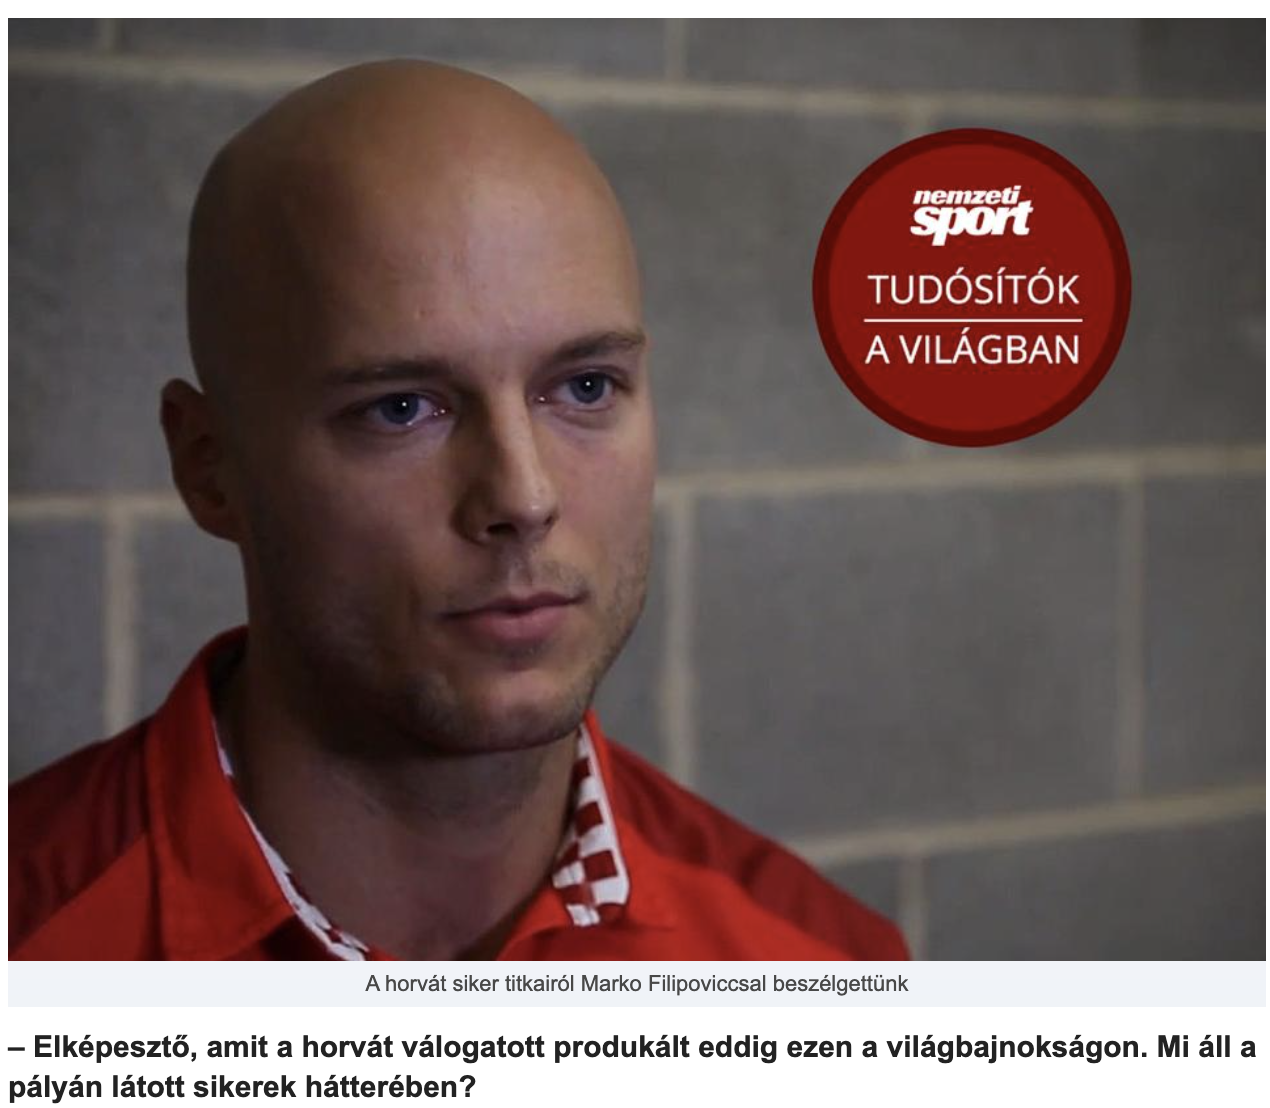 nemzeti
sport
TUDÓSÍTÓK
A VILÁGBAN
A horvát siker titkairól Marko Filipoviccsal beszélgettünk
– Elképesztő, amit a horvát válogatott produkált eddig ezen a világbajnokságon. Mi áll a
pályán látott sikerek hátterében?